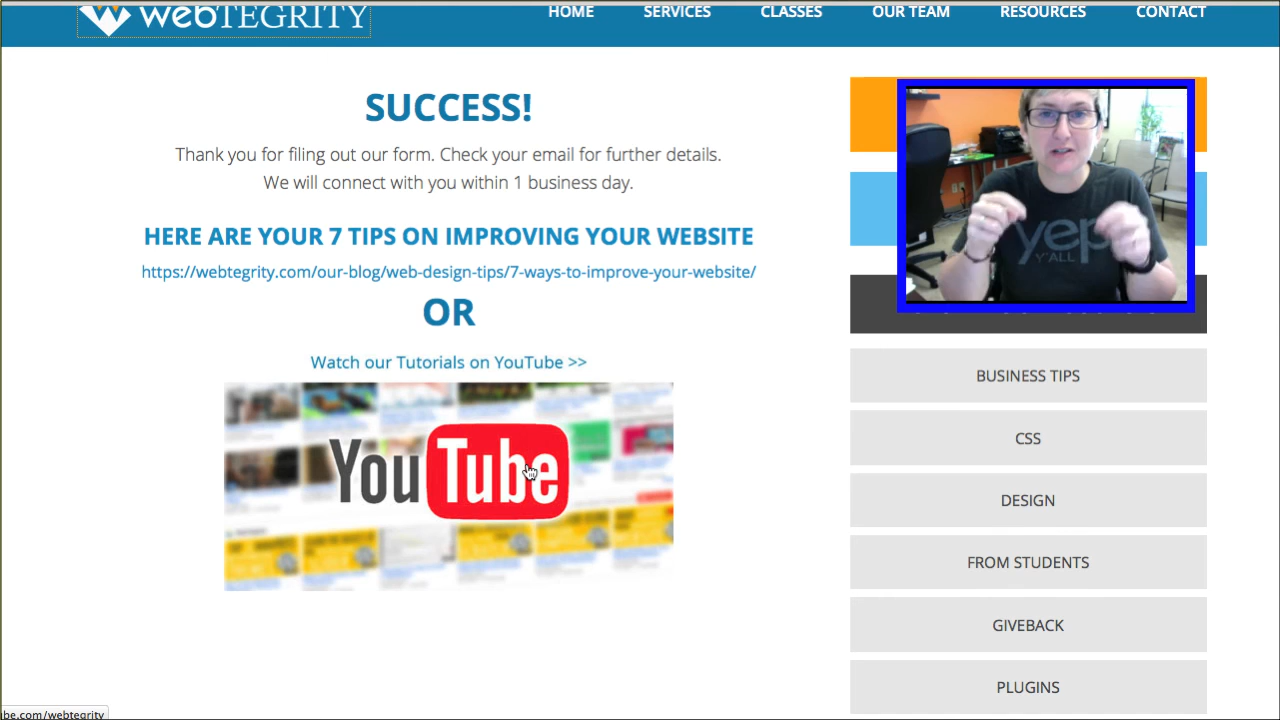 webTEGRITY
HOME SERVICES CLASSES OUR TEAM RESOURCES CONTACT
SUCCESS!
Thank you for filing out our form. Check your email for further details.
We will connect with you within 1 business day.
HERE ARE YOUR 7 TIPS ON IMPROVING YOUR WEBSITE
https://webtegrity.com/our-blog/web-design-tips/7-ways-to-improve-your-website/
OR
Watch our Tutorials on YouTube >>
YouTube
yep
Y'ALL
BUSINESS TIPS
CSS
DESIGN
FROM STUDENTS
GIVEBACK
PLUGINS
be.com/webtegrity